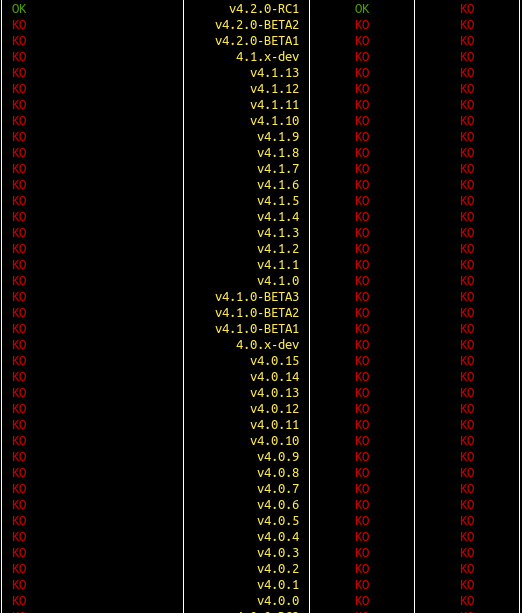 OK v4.2.0-RC1 OK KO
KO v4.2.0-BETA2 KO KO
KO v4.2.0-BETA1 KO KO
KO 4.1.x-dev KO KO
KO v4.1.13 KO KO
KO v4.1.12 KO KO
KO v4.1.11 KO KO
KO v4.1.10 KO KO
KO v4.1.9 KO KO
KO v4.1.8 KO KO
KO v4.1.7 KO KO
KO v4.1.6 KO KO
KO v4.1.5 KO KO
KO v4.1.4 KO KO
KO v4.1.3 KO KO
KO v4.1.2 KO KO
KO v4.1.1 KO KO
KO v4.1.0 KO KO
KO v4.1.0-BETA3 KO KO
KO v4.1.0-BETA2 KO KO
KO v4.1.0-BETA1 KO KO
KO 4.0.x-dev KO KO
KO v4.0.15 KO KO
KO v4.0.14 KO KO
KO v4.0.13 KO KO
KO v4.0.12 KO KO
KO v4.0.11 KO KO
KO v4.0.10 KO KO
KO v4.0.9 KO KO
KO v4.0.8 KO KO
KO v4.0.7 KO KO
KO v4.0.6 KO KO
KO v4.0.5 KO KO
KO v4.0.4 KO KO
KO v4.0.3 KO KO
KO v4.0.2 KO KO
KO v4.0.1 KO KO
KO v4.0.0 KO KO